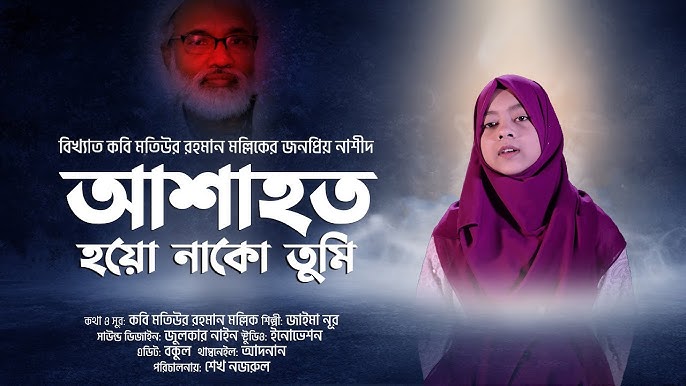 বিখ্যাত কবি মতিউর রহমান মল্লিকের জনপ্রিয় নাশীদ
আশাহত
হয়ো নাকো তুমি
কথা ও সুর: কবি মতিউর রহমান মল্লিক শিল্পী: জাইমা নূর
সাউন্ড ডিজাইন: জুলকার নাইন স্টুডিও: ইনোভেশন
এডিট: বকুল থাম্বনেইল: আদনান
পরিচালনায়: শেখ নজরুল